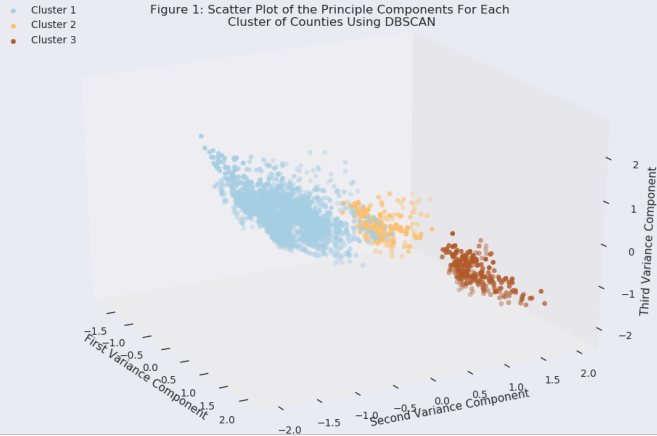 Figure 1: Scatter Plot of the Principle Components For Each
Cluster of Counties Using DBSCAN
Cluster 1
Cluster 2
Cluster 3
2
1
0
−1
−2
Third Variance Component
−1.5
−1.0
−0.5
0.0
0.5
1.0
1.5
2.0
First Variance Component
−2.0
−1.5
−1.0
−0.5
0.0
0.5
1.0
1.5
2.0
Second Variance Component